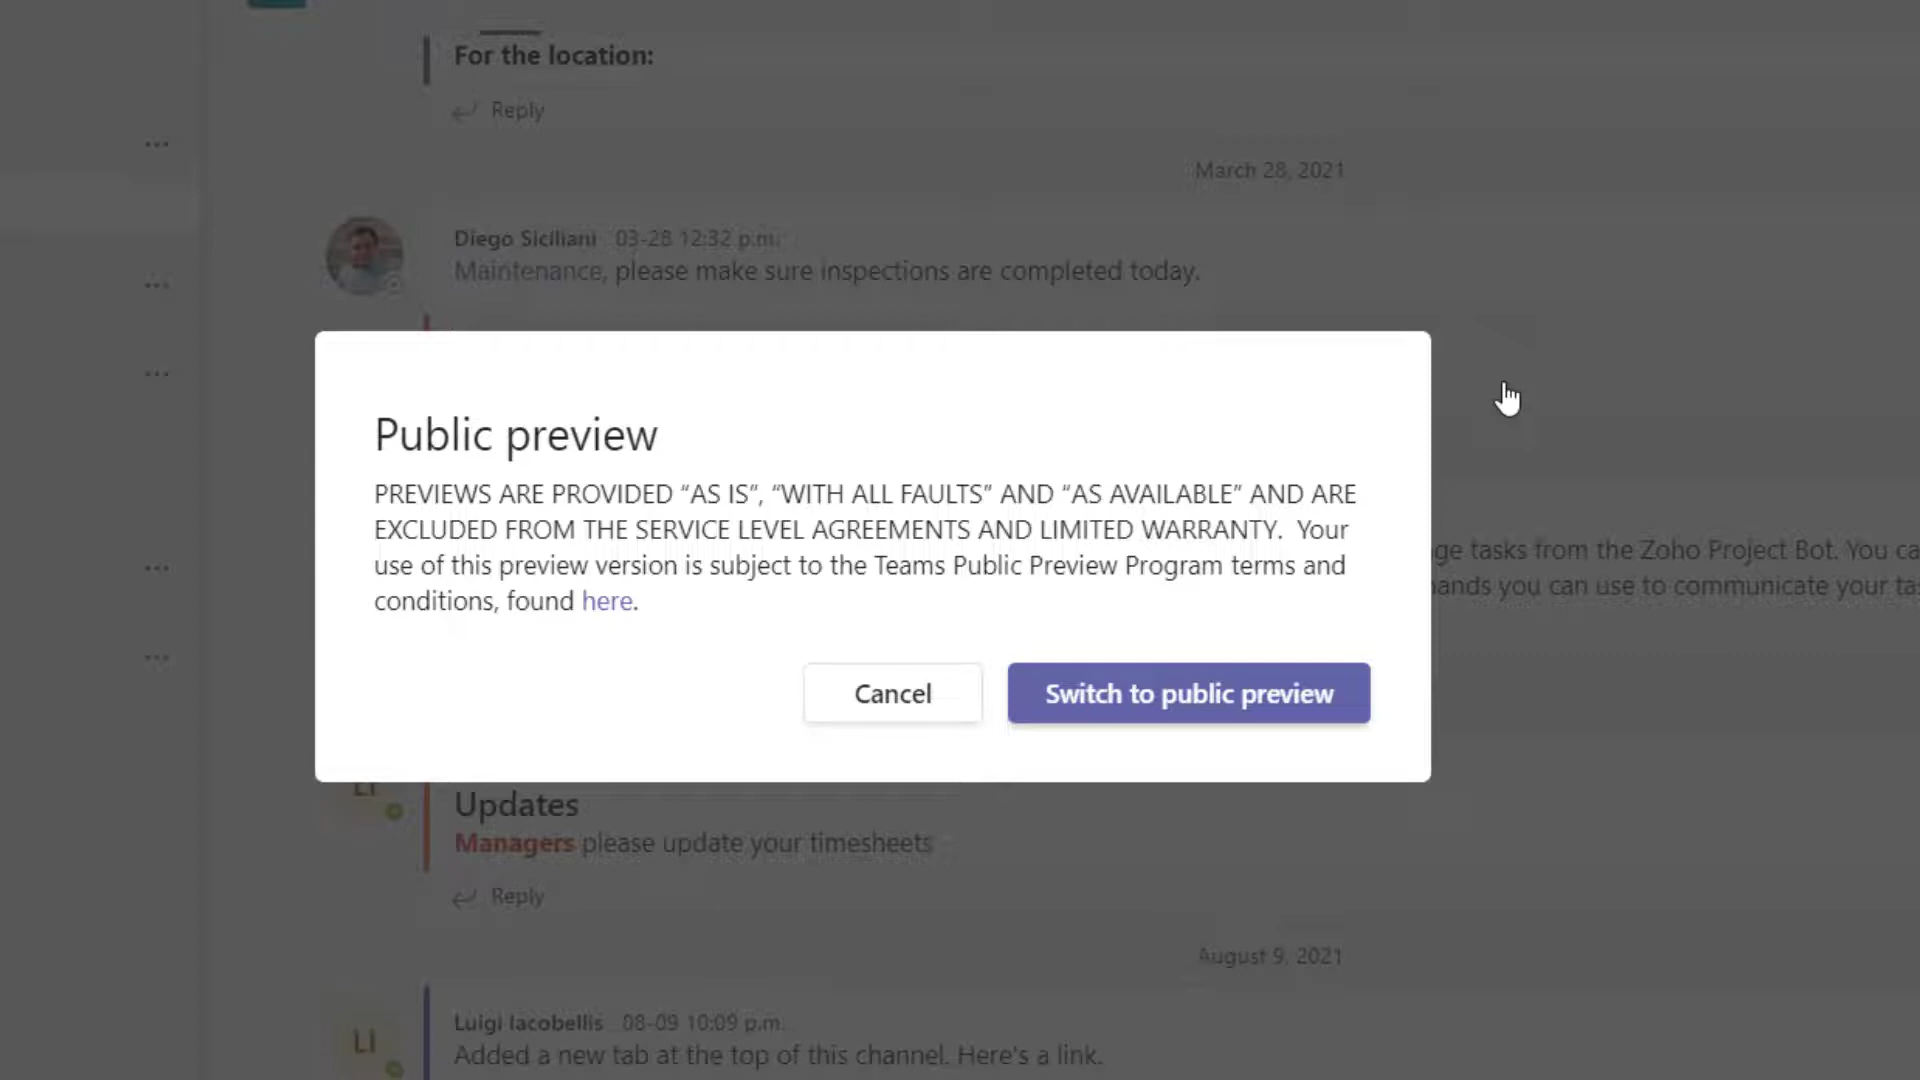 For the location:
Reply
March 28, 2021
Diego Siciliani 03-28 12:32 p.m.
Maintenance, please make sure inspections are completed today.
Public preview
PREVIEWS ARE PROVIDED “AS IS”, “WITH ALL FAULTS” AND “AS AVAILABLE” AND ARE
EXCLUDED FROM THE SERVICE LEVEL AGREEMENTS AND LIMITED WARRANTY. Your
use of this preview version is subject to the Teams Public Preview Program terms and
conditions, found here.
Cancel
Switch to public preview
tasks from the Zoho Project Bot. You
you can use to communicate your
LI
Updates
Managers please update your timesheets
Reply
August 9, 2021
LI
Luigi Iacobellis 08-09 10:09 p.m.
Added a new tab at the top of this channel. Here's a link.